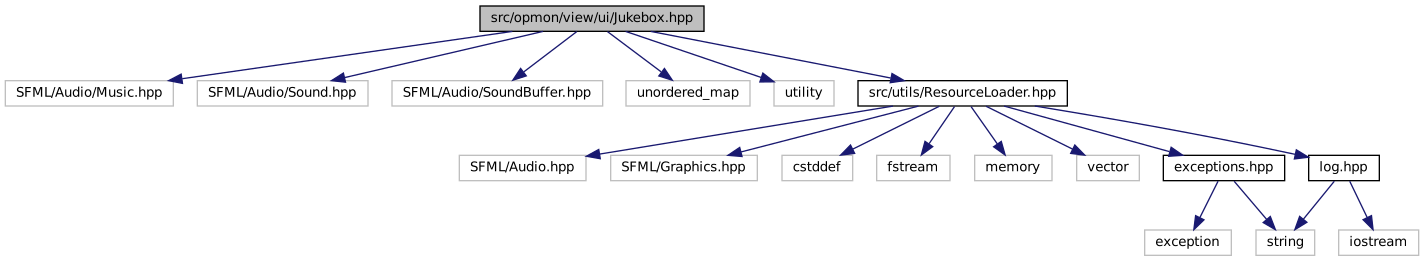 src/opmon/view/ui/Jukebox.hpp
SFML/Audio/Music.hpp
SFML/Audio/Sound.hpp
SFML/Audio/SoundBuffer.hpp
unordered_map
utility
src/utils/ResourceLoader.hpp
SFML/Audio.hpp
SFML/Graphics.hpp
cstddef
fstream
memory
vector
exceptions.hpp
log.hpp
exception
string
iostream